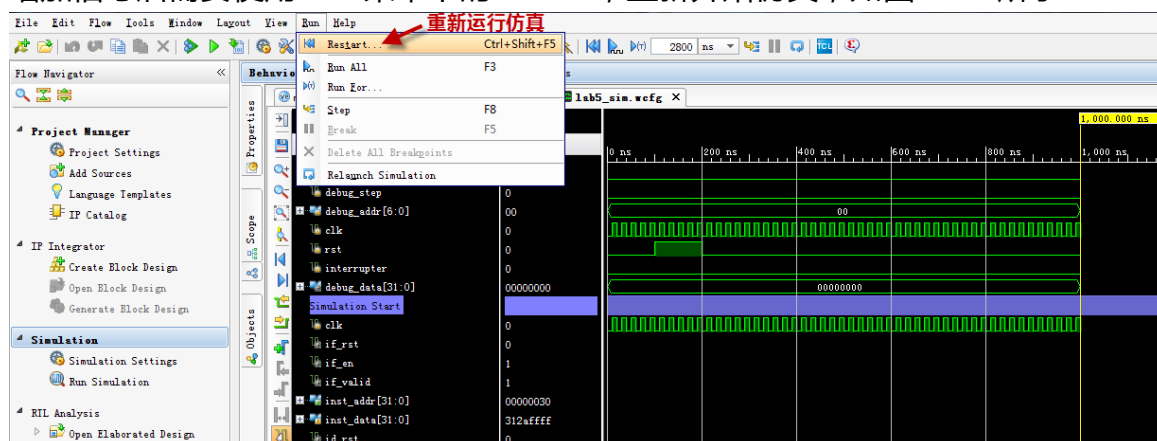 File Edit Flow Tools Window Layout View Run Help
重新运行仿真
Restart... Ctrl+Shift+F5
2800 ns
TCL
Run All F3
Run For...
Step F8
Break F5
Delete All Breakpoints
Relaunch Simulation
Flow Navigator
Behavio
lab5_sim.wcfg
Project Manager
Project Settings
Add Sources
Language Templates
IP Catalog
IP Integrator
Create Block Design
Open Block Design
Generate Block Design
Simulation
Simulation Settings
Run Simulation
RTL Analysis
Open Elaborated Design
Properties
Scope
Objects
1,000.000 ns
0 ns 200 ns 400 ns 600 ns 800 ns 1,000 ns
debug_step 0
debug_addr[6:0] 00 00
clk 0
rst 0
interrupter 0
debug_data[31:0] 00000000 00000000
Simulation Start
clk 0
if_rst 0
if_en 1
if_valid 1
inst_addr[31:0] 00000030
inst_data[31:0] 312affff
id_rst 0